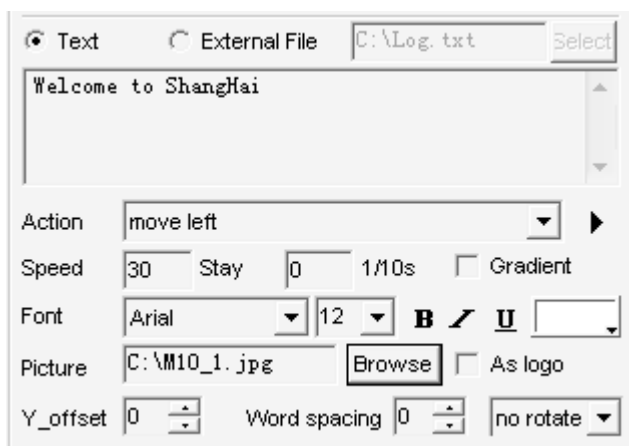 Text External File C:\Log.txt Select
Welcome to ShangHai
Action move left
Speed 30 Stay 0 1/10s Gradient
Font Arial 12 B I U
Picture C:\M10_1.jpg Browse As logo
Y_offset 0 Word spacing 0 no rotate